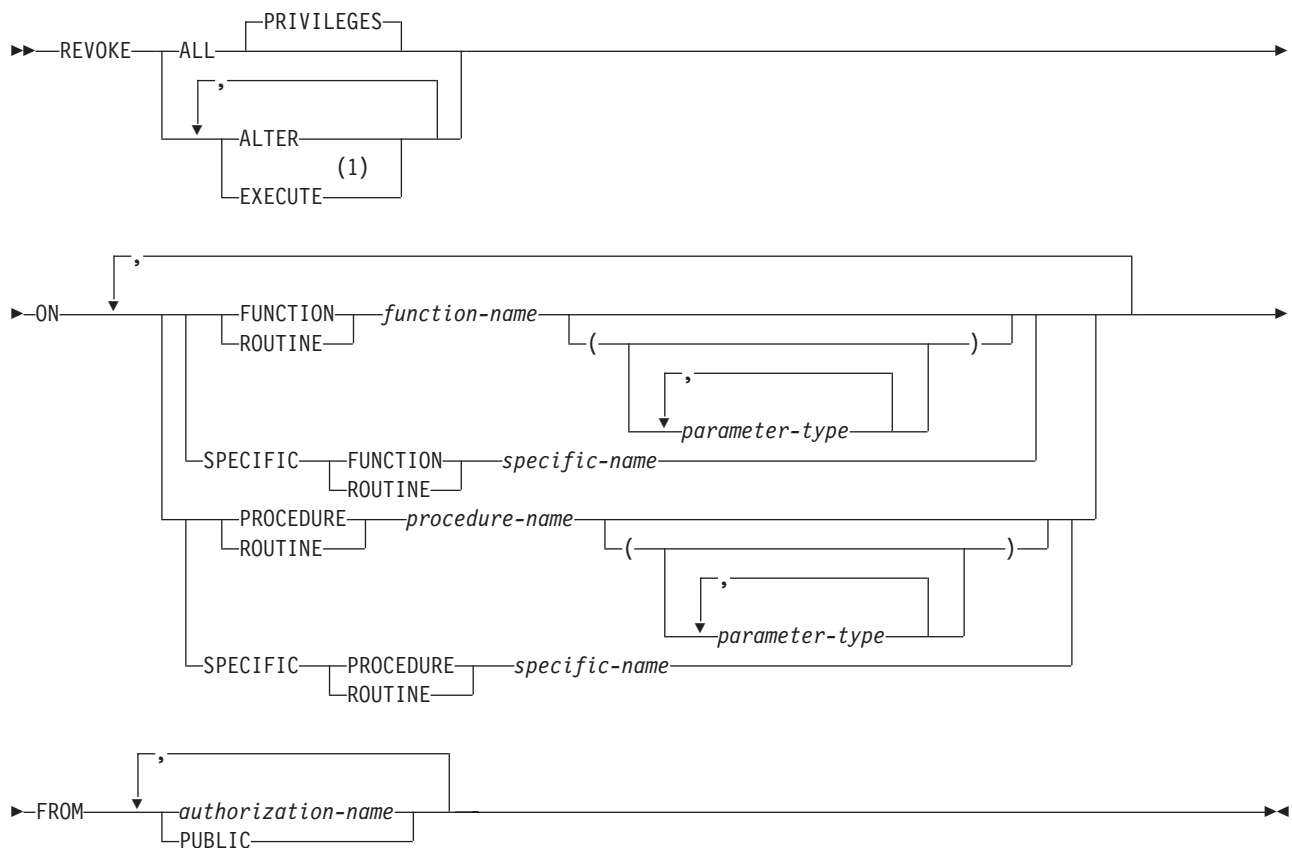 PRIVILEGES
REVOKE ALL
,
ALTER
(1)
EXECUTE
,
ON FUNCTION function-name
ROUTINE ( )
,
parameter-type
SPECIFIC FUNCTION specific-name
ROUTINE
PROCEDURE procedure-name
ROUTINE ( )
,
parameter-type
SPECIFIC PROCEDURE specific-name
ROUTINE
,
FROM authorization-name
PUBLIC